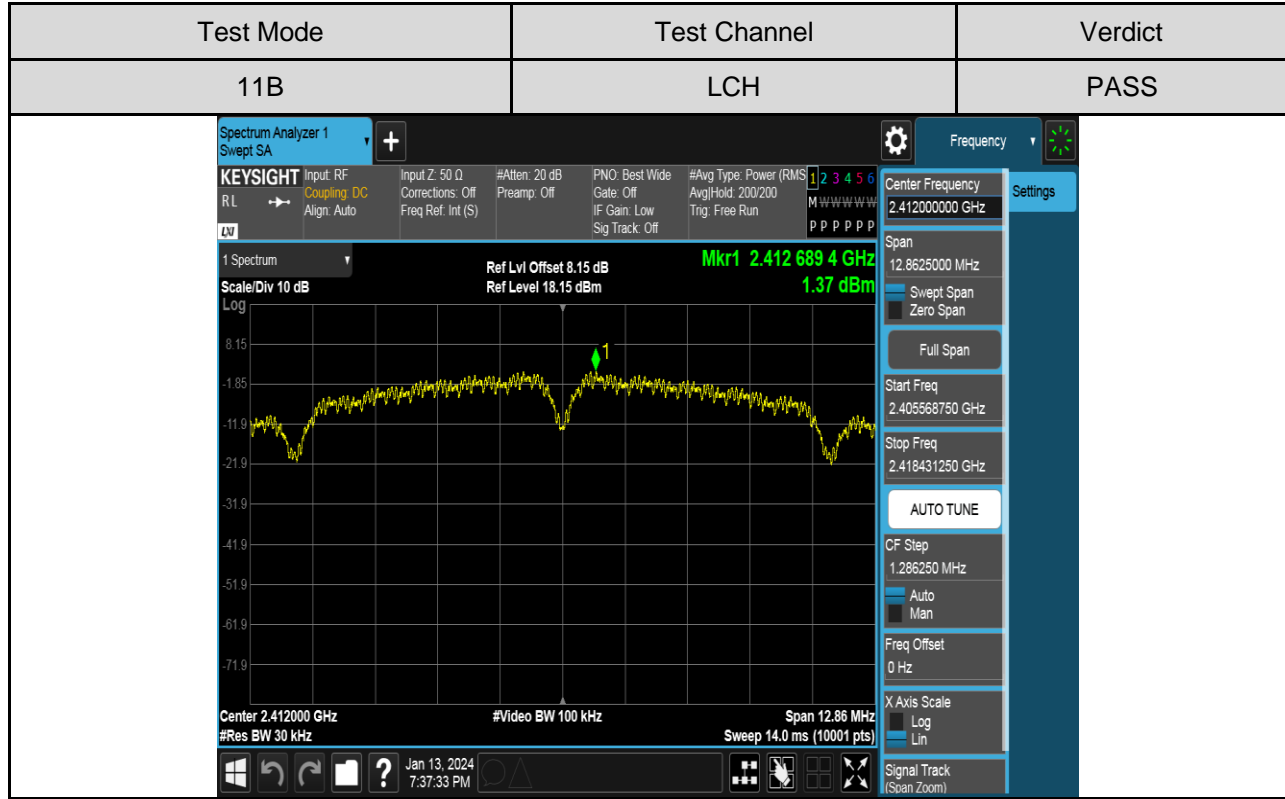 Test Mode Test Channel Verdict
11B LCH PASS
Spectrum Analyzer 1
Swept SA
+
Frequency
KEYSIGHT
RL
LXI
Input: RF
Coupling: DC
Align: Auto
Input Z: 50 Ω
Corrections: Off
Freq Ref: Int (S)
#Atten: 20 dB
Preamp: Off
PNO: Best Wide
Gate: Off
IF Gain: Low
Sig Track: Off
#Avg Type: Power (RMS
Avg|Hold: 200/200
Trig: Free Run
1 2 3 4 5 6
M W W W W W
P P P P P P
Center Frequency
2.412000000 GHz
Settings
1 Spectrum
Scale/Div 10 dB
Ref Lvl Offset 8.15 dB
Ref Level 18.15 dBm
Mkr1 2.412 689 4 GHz
1.37 dBm
Log
8.15
-1.85
-11.9
-21.9
-31.9
-41.9
-51.9
-61.9
-71.9
1
Span
12.8625000 MHz
Swept Span
Zero Span
Full Span
Start Freq
2.405568750 GHz
Stop Freq
2.418431250 GHz
AUTO TUNE
CF Step
1.286250 MHz
Auto
Man
Freq Offset
0 Hz
X Axis Scale
Log
Lin
Signal Track
(Span Zoom)
Center 2.412000 GHz
#Res BW 30 kHz
#Video BW 100 kHz
Span 12.86 MHz
Sweep 14.0 ms (10001 pts)
?
Jan 13, 2024
7:37:33 PM